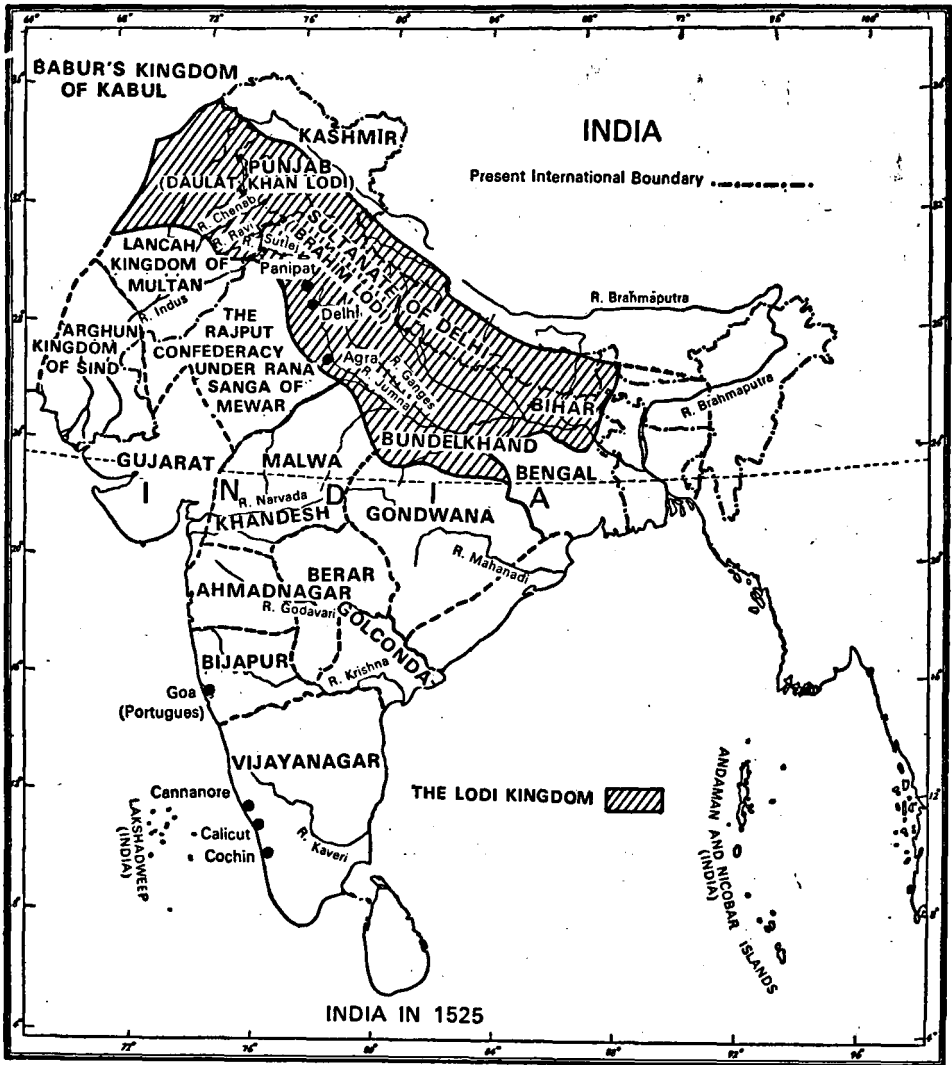 BABUR'S KINGDOM
OF KABUL
KASHMIR
INDIA
Present International Boundary
PUNJAB
(DAULAT KHAN LODI)
R. Chenab
R. Ravi
R. Sutlej
SULTANATE OF DELHI
(IBRAHIM LODI)
LANCAH
KINGDOM OF
MULTAN
Panipat
R. Indus
Delhi
R. Brahmaputra
ARGHUN
KINGDOM
OF SIND
THE
RAJPUT
CONFEDERACY
UNDER RANA
SANGA OF
MEWAR
Agra
R. Ganges
R. Jumna
BIHAR
R. Brahmaputra
BUNDELKHAND
GUJARAT
MALWA
BENGAL
I N D I A
R. Narvada
KHANDESH
GONDWANA
R. Mahanadi
BERAR
AHMADNAGAR
R. Godavari
GOLCONDA
BIJAPUR
R. Krishna
Goa
(Portugues)
VIJAYANAGAR
Cannanore
THE LODI KINGDOM
LAKSHADWEEP
(INDIA)
Calicut
Cochin
R. Kaveri
ANDAMAN AND NICOBAR ISLANDS
(INDIA)
INDIA IN 1525